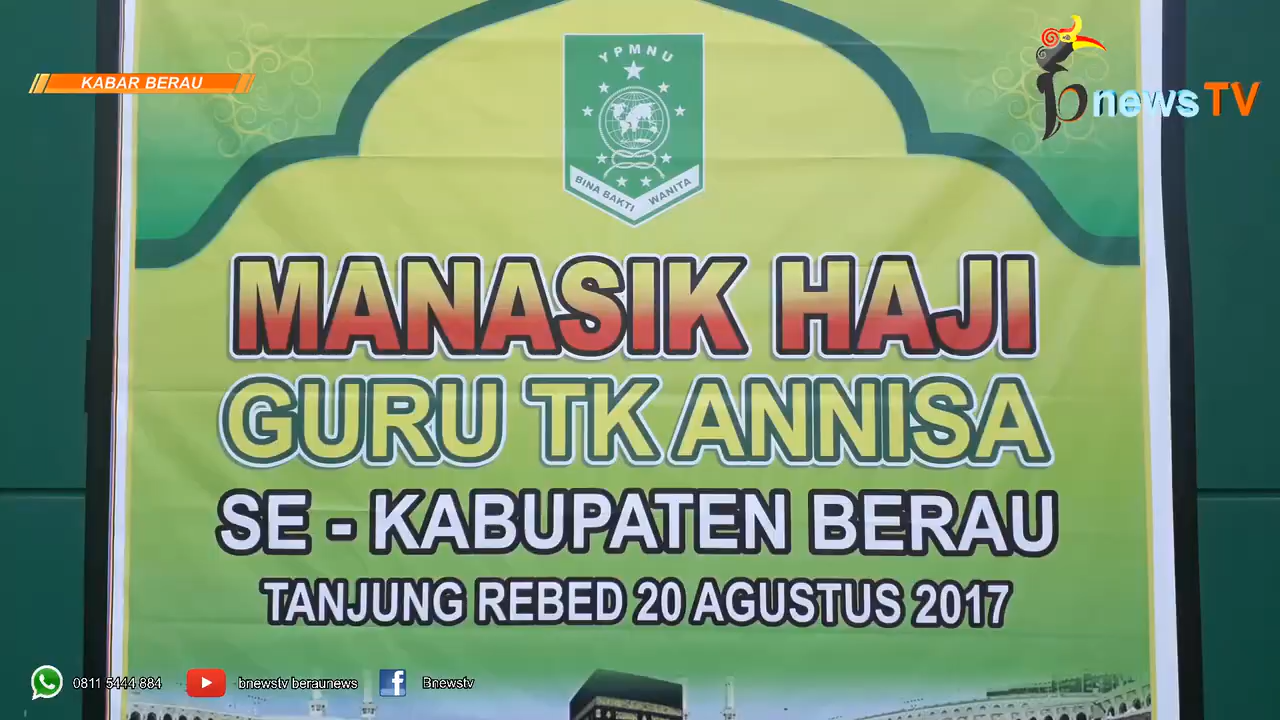 KABAR BERAU
bnewsTV
YPMNU
BINA BAKTI WANITA
MANASIK HAJI
GURU TK ANNISA
SE - KABUPATEN BERAU
TANJUNG REBED 20 AGUSTUS 2017
0811 5444 884
bnewstv beraunews
Bnewstv